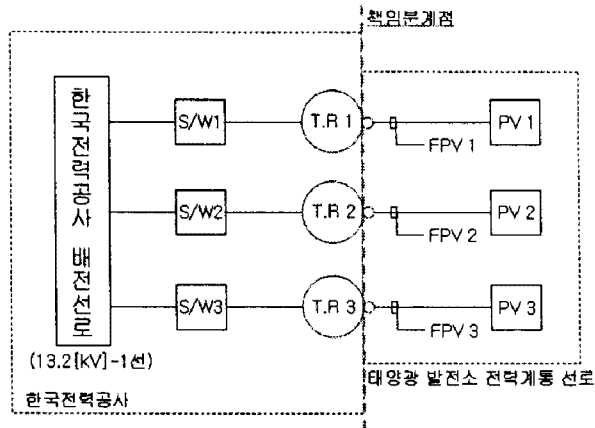 책임분계점
한국전력공사 배전선로
S/W1
T.R 1
PV 1
FPV 1
S/W2
T.R 2
PV 2
FPV 2
S/W3
T.R 3
PV 3
FPV 3
(13.2[KV]-1선)
태양광 발전소 전력계통 선로
한국전력공사